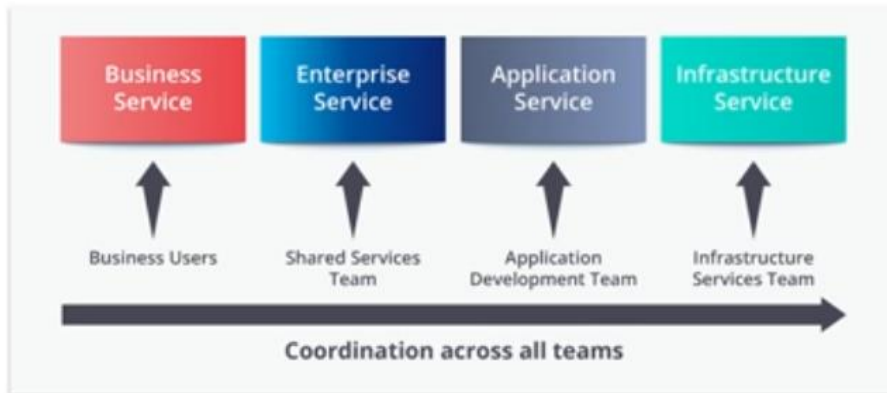 Business
Service
Enterprise
Service
Application
Service
Infrastructure
Service
Business Users
Shared Services
Team
Application
Development Team
Infrastructure
Services Team
Coordination across all teams